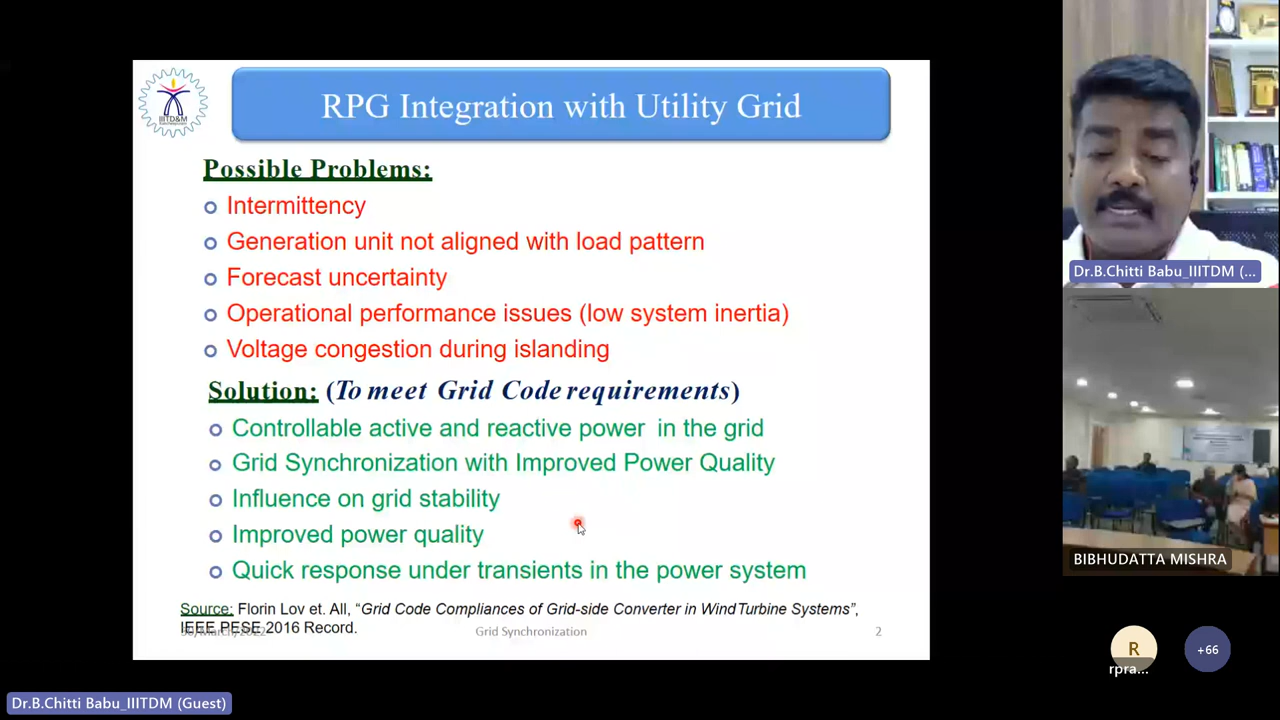 RPG Integration with Utility Grid
IIITD&M
Possible Problems:
Intermittency
Generation unit not aligned with load pattern
Forecast uncertainty
Operational performance issues (low system inertia)
Voltage congestion during islanding
Solution: (To meet Grid Code requirements)
Controllable active and reactive power in the grid
Grid Synchronization with Improved Power Quality
Influence on grid stability
Improved power quality
Quick response under transients in the power system
Source: Florin Lov et. All, “Grid Code Compliances of Grid-side Converter in Wind Turbine Systems”,
IEEE PESE 2016 Record.
30/March/2022
Grid Synchronization
2
Dr.B.Chitti Babu_IIITDM (...
BIBHUDATTA MISHRA
R
+66
rpra...
Dr.B.Chitti Babu_IIITDM (Guest)